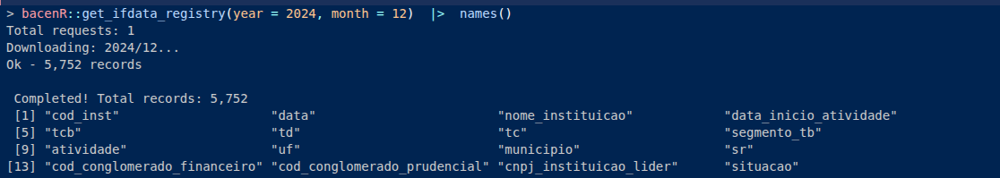 > bacenR::get_ifdata_registry(year = 2024, month = 12)  |>  names()
Total requests: 1
Downloading: 2024/12...
Ok - 5,752 records

 Completed! Total records: 5,752
 [1] "cod_inst"                    "data"                        "nome_instituicao"            "data_inicio_atividade"
 [5] "tcb"                         "td"                          "tc"                          "segmento_tb"
 [9] "atividade"                   "uf"                          "municipio"                   "sr"
[13] "cod_conglomerado_financeiro" "cod_conglomerado_prudencial" "cnpj_instituicao_lider"      "situacao"